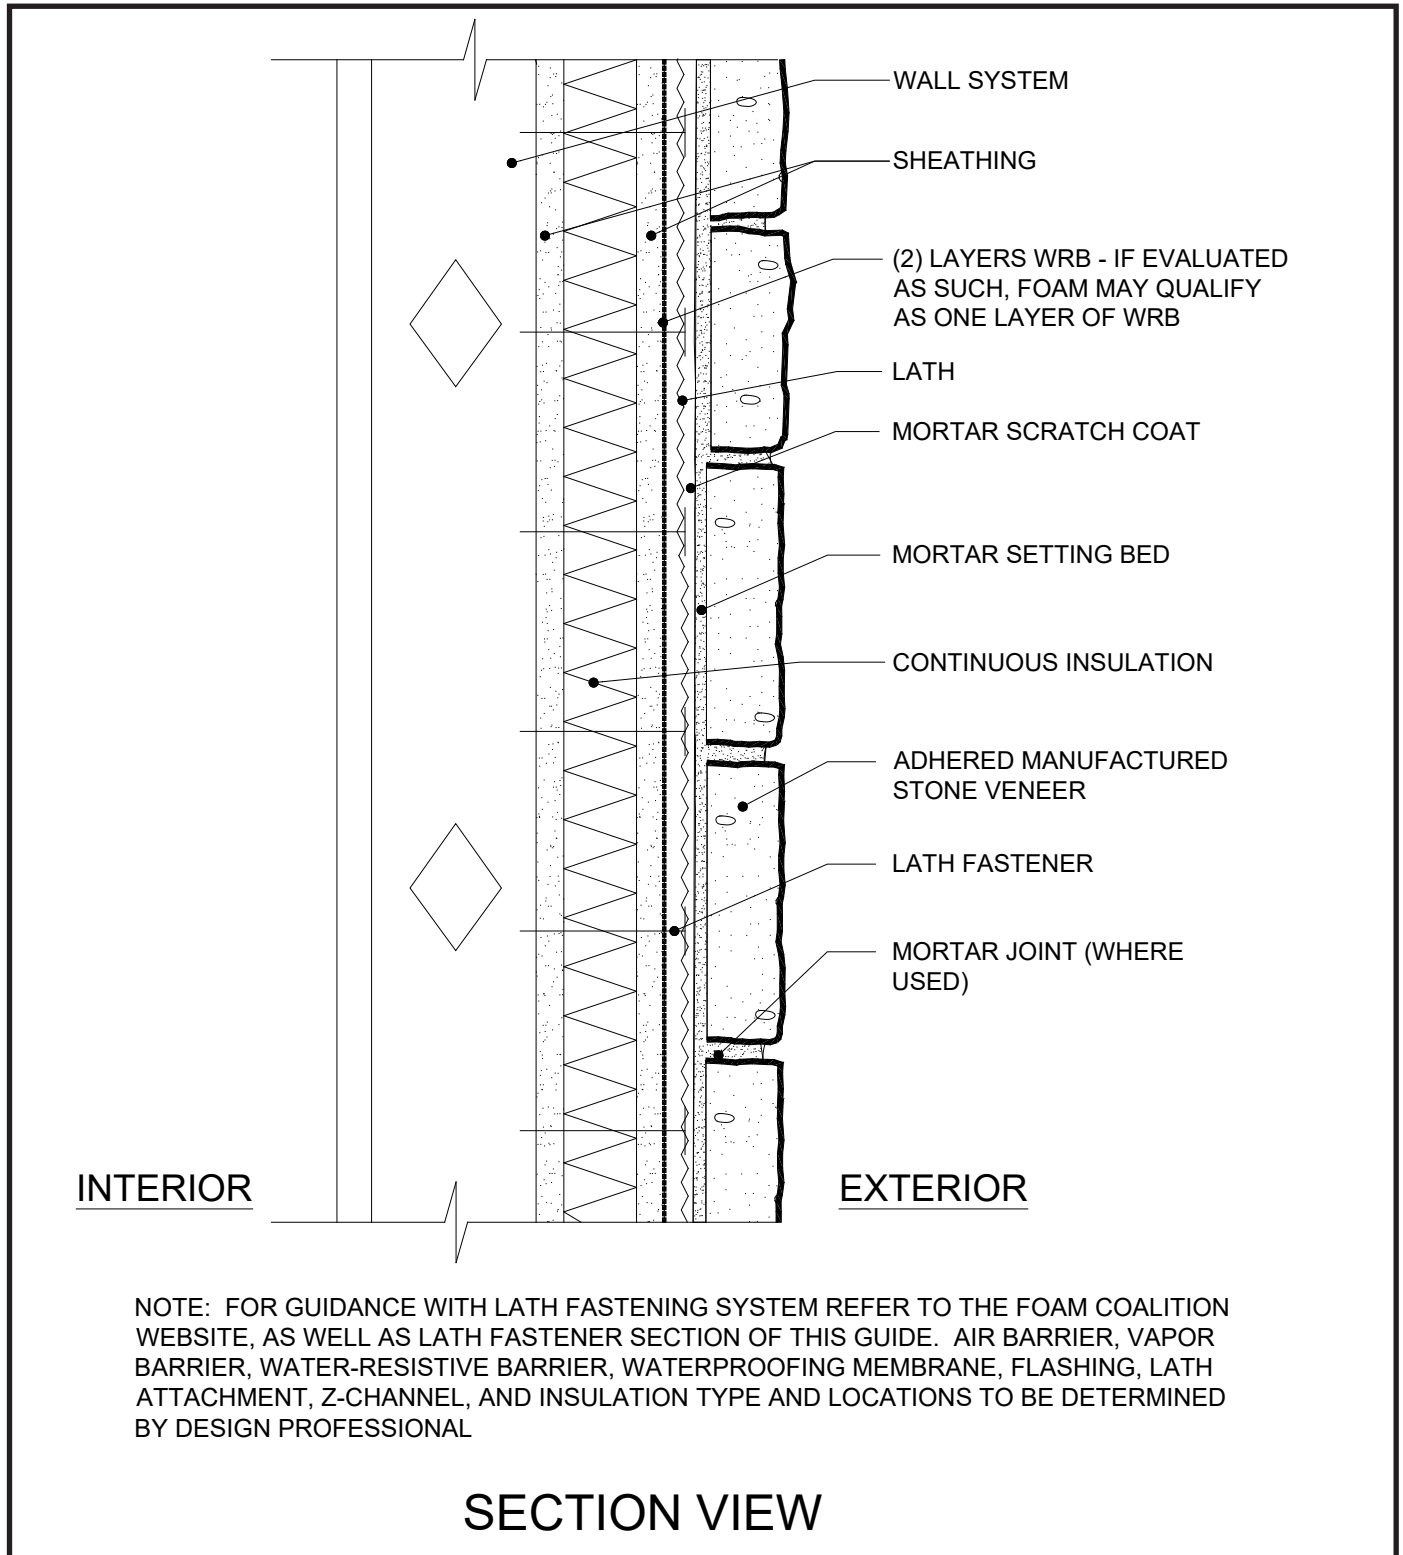 WALL SYSTEM
SHEATHING
(2) LAYERS WRB - IF EVALUATED
AS SUCH, FOAM MAY QUALIFY
AS ONE LAYER OF WRB
LATH
MORTAR SCRATCH COAT
MORTAR SETTING BED
CONTINUOUS INSULATION
ADHERED MANUFACTURED
STONE VENEER
LATH FASTENER
MORTAR JOINT (WHERE
USED)
INTERIOR
EXTERIOR
NOTE: FOR GUIDANCE WITH LATH FASTENING SYSTEM REFER TO THE FOAM COALITION
WEBSITE, AS WELL AS LATH FASTENER SECTION OF THIS GUIDE. AIR BARRIER, VAPOR
BARRIER, WATER-RESISTIVE BARRIER, WATERPROOFING MEMBRANE, FLASHING, LATH
ATTACHMENT, Z-CHANNEL, AND INSULATION TYPE AND LOCATIONS TO BE DETERMINED
BY DESIGN PROFESSIONAL
SECTION VIEW